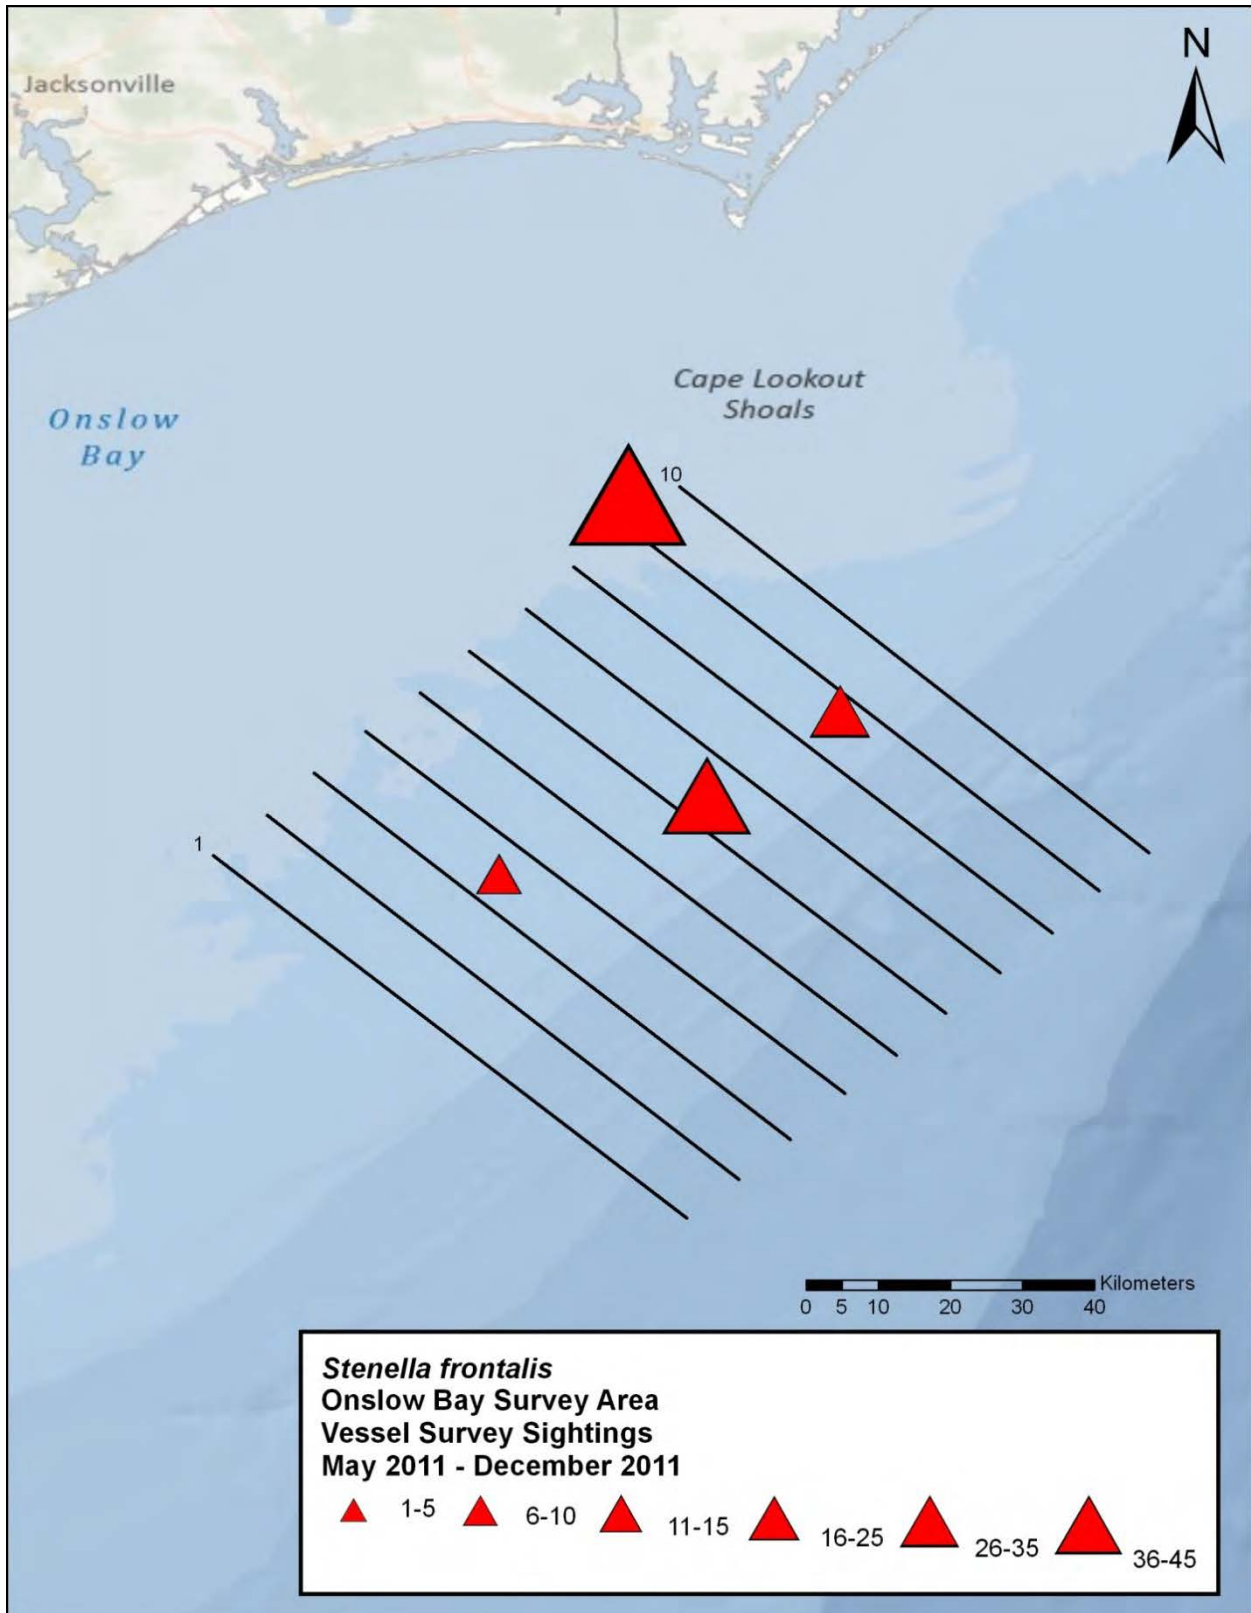 N
Jacksonville
Cape Lookout
Shoals
Onslow
Bay
10
1
Kilometers
0 5 10 20 30 40
Stenella frontalis
Onslow Bay Survey Area
Vessel Survey Sightings
May 2011 - December 2011
1-5 6-10 11-15 16-25 26-35 36-45